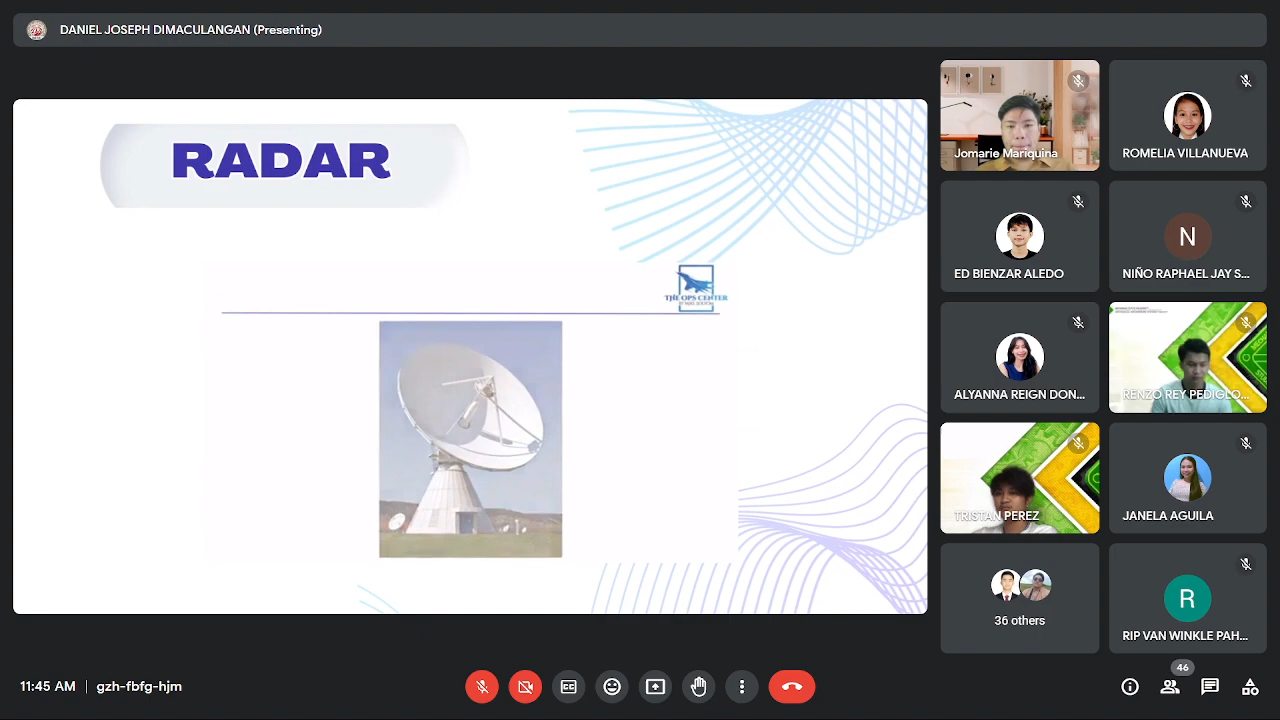 DANIEL JOSEPH DIMACULANGAN (Presenting)
RADAR
THE OPS CENTER
Jomarie Mariquina
ROMELIA VILLANUEVA
ED BIENZAR ALEDO
N
NIÑO RAPHAEL JAY S...
ALYANNA REIGN DON...
RENZO REY PEDIGLO...
TRISTAN PEREZ
JANELA AGUILA
36 others
R
RIP VAN WINKLE PAH...
11:45 AM | gzh-fbfg-hjm
46